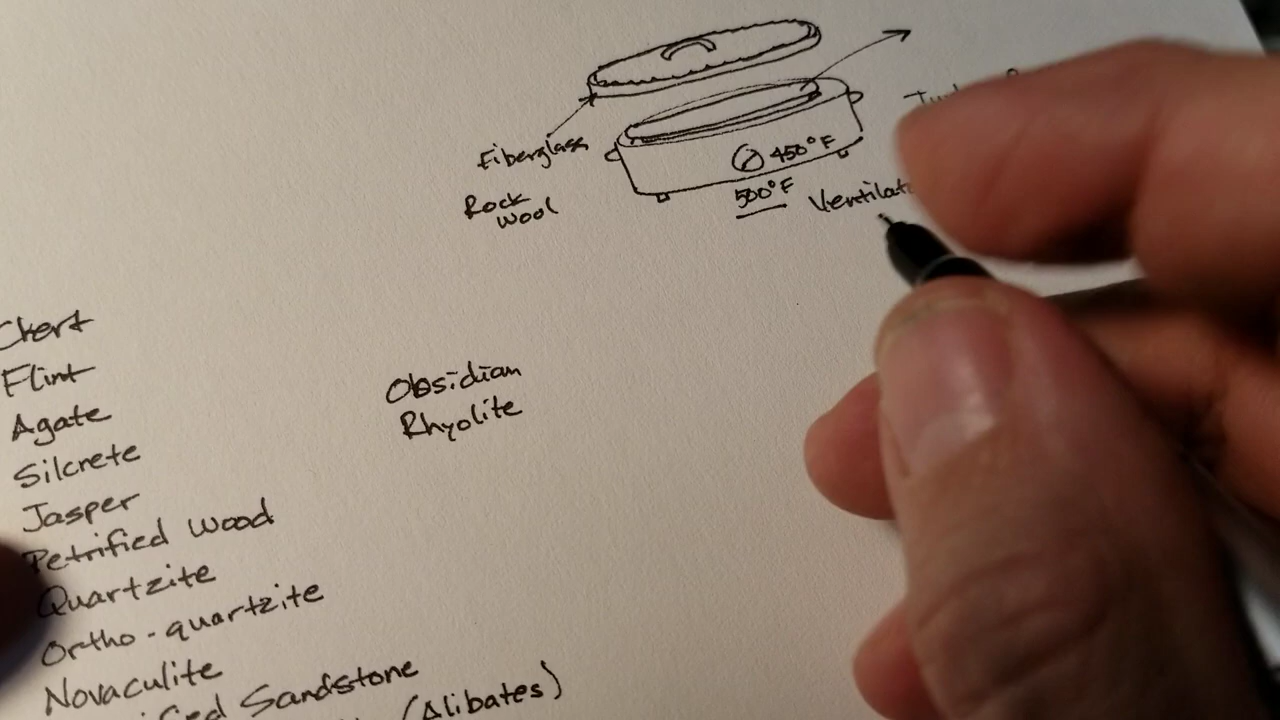 Fiberglass
Rock
wool
450°F
500°F
Chert
Flint
Agate
Silcrete
Jasper
Petrified Wood
Quartzite
Ortho-quartzite
Novaculite
Sandstone
(Alibates)
Obsidian
Rhyolite